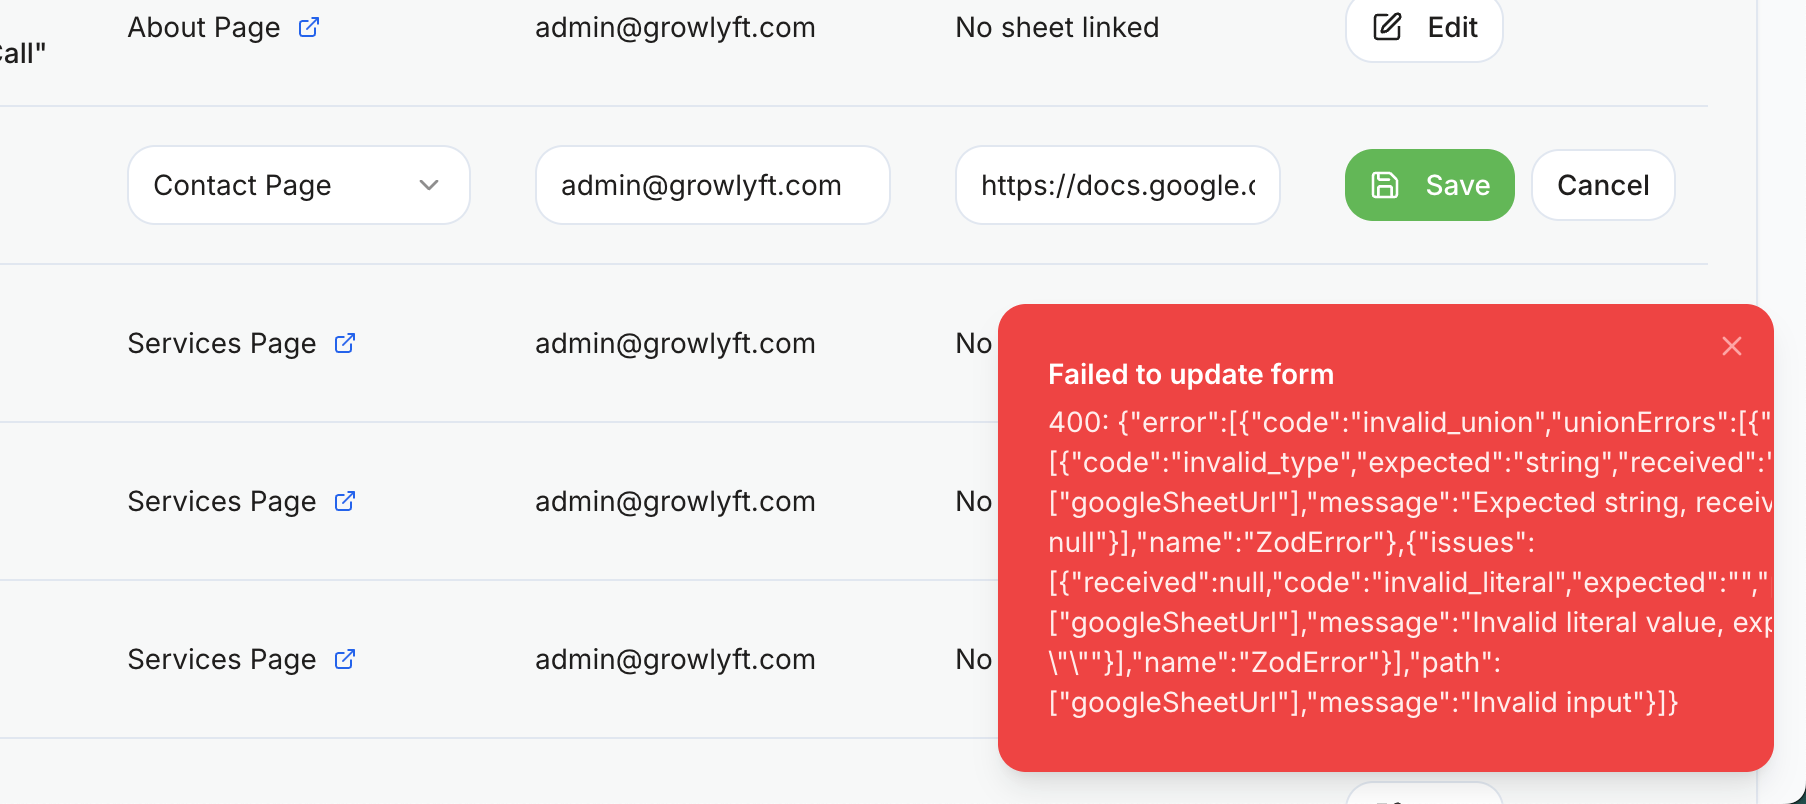 About Page
admin@growlyft.com
No sheet linked
Edit
Call"
Contact Page
admin@growlyft.com
https://docs.google.c
Save
Cancel
Services Page
admin@growlyft.com
No
Services Page
admin@growlyft.com
No
Services Page
admin@growlyft.com
No
Failed to update form
400: {"error":[{"code":"invalid_union","unionErrors":[{"
[{"code":"invalid_type","expected":"string","received":"
["googleSheetUrl"],"message":"Expected string, receiv
null"}],"name":"ZodError"},{"issues":
[{"received":null,"code":"invalid_literal","expected":"","
["googleSheetUrl"],"message":"Invalid literal value, exp
\"\""}],"name":"ZodError"}],"path":
["googleSheetUrl"],"message":"Invalid input"}]}